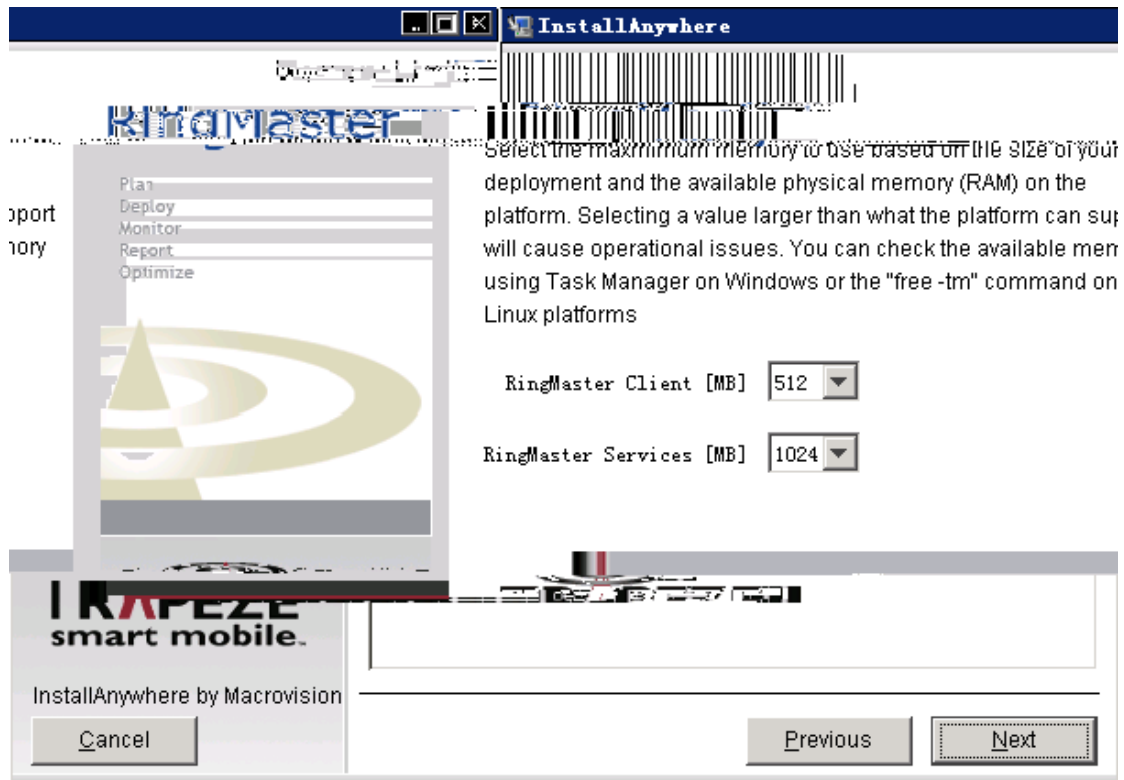 InstallAnywhere
RingMaster
Select the maxmimum memory to use based on the size of your
deployment and the available physical memory (RAM) on the
platform. Selecting a value larger than what the platform can sup
will cause operational issues. You can check the available mem
using Task Manager on Windows or the "free -tm" command on
Linux platforms
pport
nory
Plan
Deploy
Monitor
Report
Optimize
RingMaster Client [MB] 512
RingMaster Services [MB] 1024
TRAPEZE
smart mobile.
InstallAnywhere by Macrovision
Cancel
Previous
Next